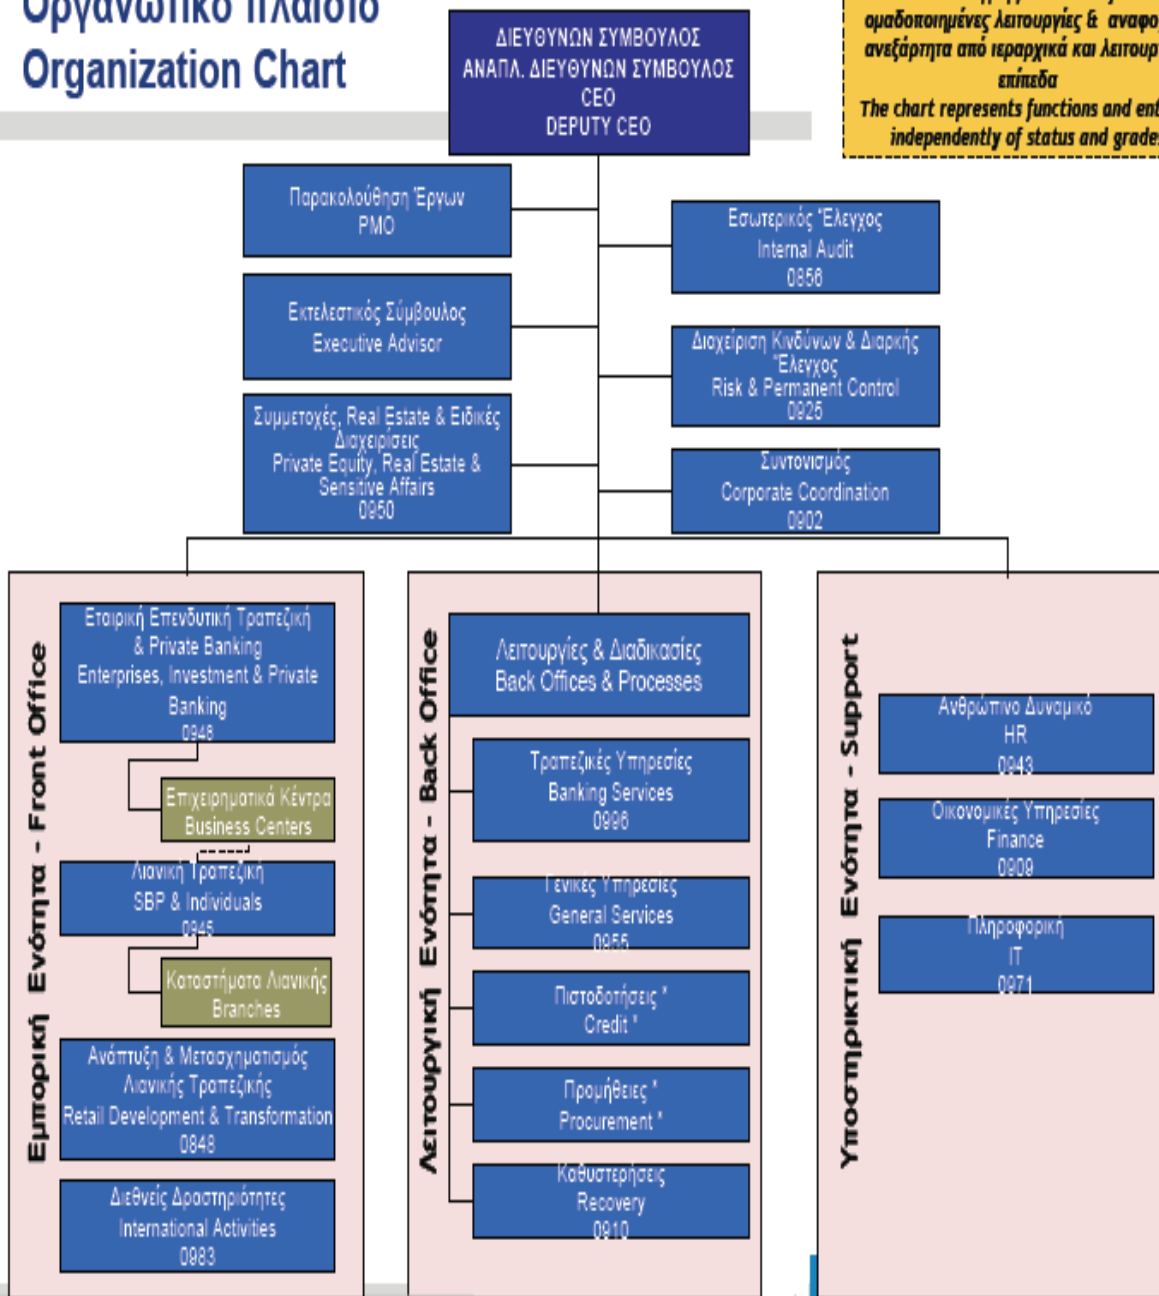 Οργανωτικό Πλαίσιο
Organization Chart
ομαδοποιημένες λειτουργίες &
ανεξάρτητα από ιεραρχικά και
επίπεδα
The chart represents functions and
independently of status and
ΔΙΕΥΘΥΝΩΝ ΣΥΜΒΟΥΛΟΣ
ΑΝΑΠΛ. ΔΙΕΥΘΥΝΩΝ ΣΥΜΒΟΥΛΟΣ
CEO
DEPUTY CEO
Παρακολούθηση Έργων
PMO
Εσωτερικός Έλεγχος
Internal Audit
0856
Εκτελεστικός Σύμβουλος
Executive Advisor
Διαχείριση Κινδύνων & Διαρκής
Έλεγχος
Risk & Permanent Control
0925
Συμμετοχές, Real Estate & Ειδικές
Διαχειρίσεις
Private Equity, Real Estate &
Sensitive Affairs
0950
Συντονισμός
Corporate Coordination
0902
Εμπορική Ενότητα - Front Office
Εταιρική Επενδυτική Τραπεζική
& Private Banking
Enterprises, Investment & Private
Banking
0946
Επιχειρηματικά Κέντρα
Business Centers
Λιανική Τραπεζική
SBP & Individuals
0945
Καταστήματα Λιανικής
Branches
Ανάπτυξη & Μετασχηματισμός
Λιανικής Τραπεζικής
Retail Development & Transformation
0848
Διεθνείς Δραστηριότητες
International Activities
0983
Λειτουργική Ενότητα - Back Office
Λειτουργίες & Διαδικασίες
Back Offices & Processes
Τραπεζικές Υπηρεσίες
Banking Services
0996
Γενικές Υπηρεσίες
General Services
0955
Πιστοδοτήσεις *
Credit *
Προμήθειες *
Procurement *
Καθυστερήσεις
Recovery
0910
Υποστηρικτική Ενότητα - Support
Ανθρώπινο Δυναμικό
HR
0943
Οικονομικές Υπηρεσίες
Finance
0909
Πληροφορική
IT
0971